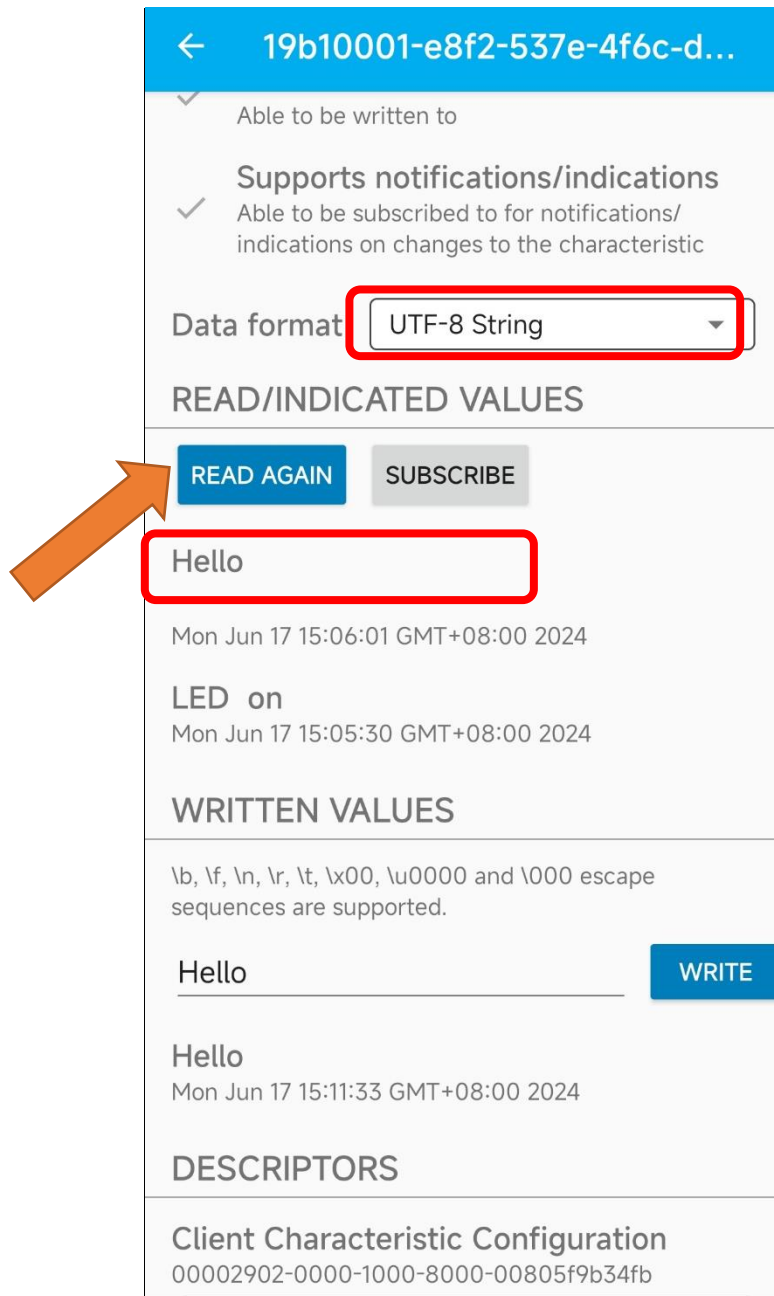 19b10001-e8f2-537e-4f6c-d...
Able to be written to
Supports notifications/indications
Able to be subscribed to for notifications/
indications on changes to the characteristic
Data format
UTF-8 String
READ/INDICATED VALUES
READ AGAIN
SUBSCRIBE
Hello
Mon Jun 17 15:06:01 GMT+08:00 2024
LED  on
Mon Jun 17 15:05:30 GMT+08:00 2024
WRITTEN VALUES
\b, \f, \n, \r, \t, \x00, \u0000 and \000 escape
sequences are supported.
Hello
WRITE
Hello
Mon Jun 17 15:11:33 GMT+08:00 2024
DESCRIPTORS
Client Characteristic Configuration
00002902-0000-1000-8000-00805f9b34fb